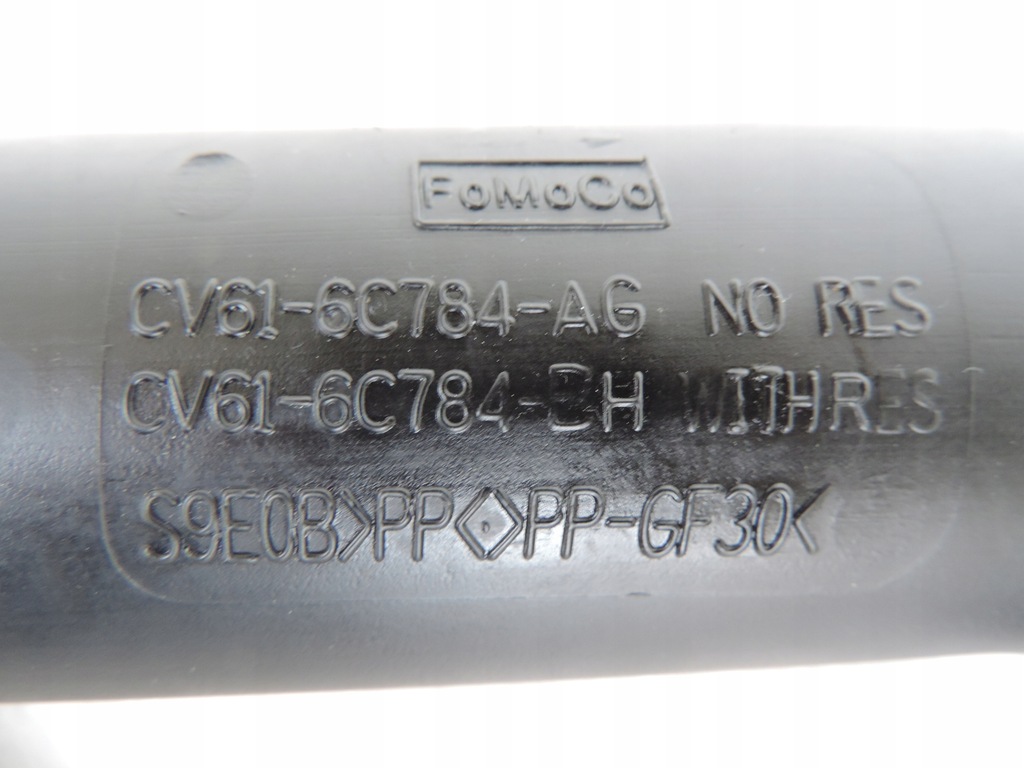 FoMoCo
CV61-6C784-AG NO RES
CV61-6C784-BH WITH RES
S9E0B>PP<>PP-GF30<